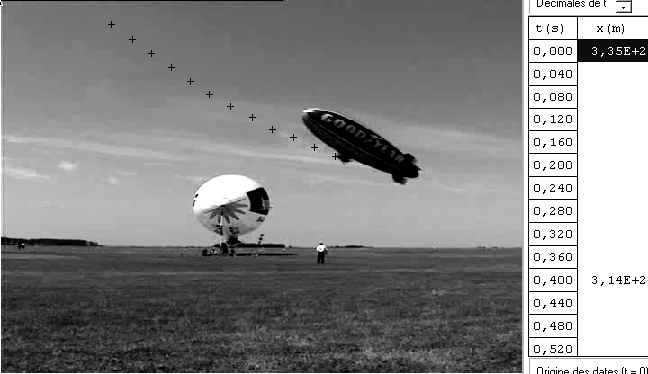 Décimales de t
t (s) x (m)
0,000 3,35E+2
0,040
0,080
0,120
0,160
0,200
0,240
0,280
0,320
0,360
0,400 3,14E+2
0,440
0,480
0,520
Origine des dates (t = 0)
GOODYEAR